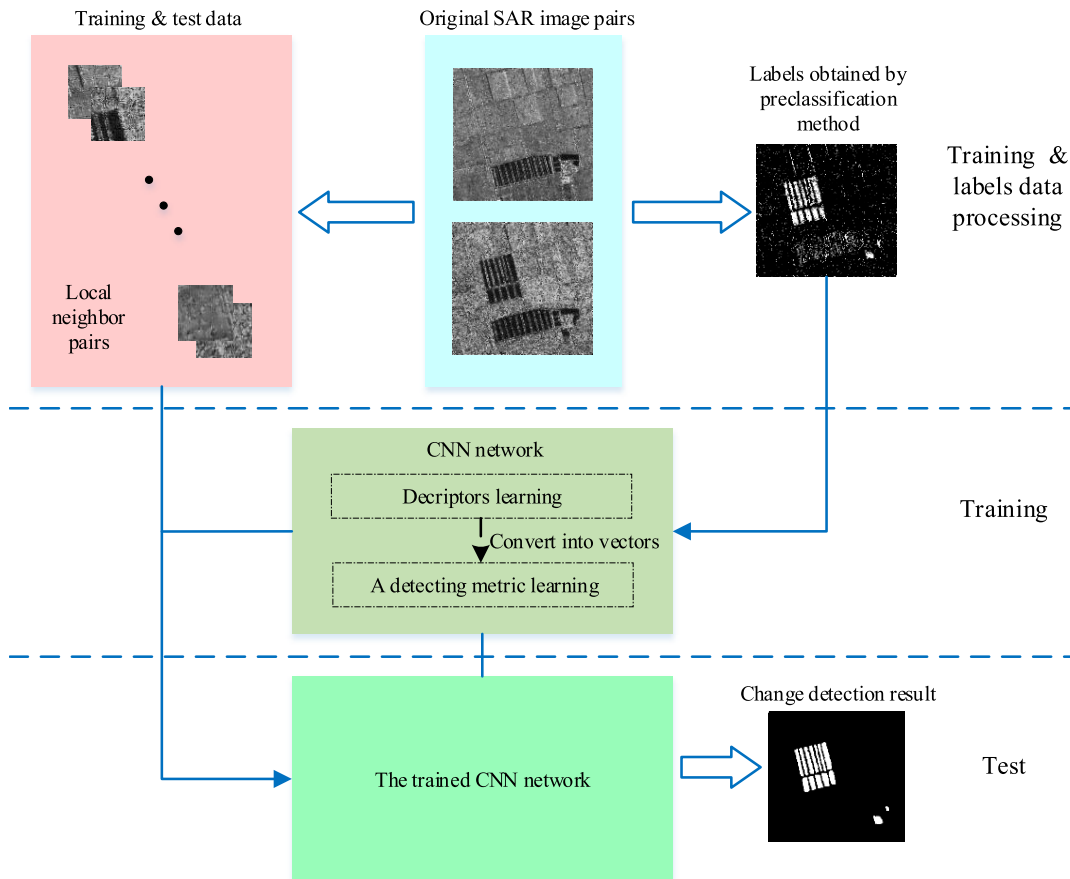 Training & test data
Original SAR image pairs
Labels obtained by
preclassification
method
Training & 
labels data
processing
Local
neighbor
pairs
CNN network
Decriptors learning
Convert into vectors
A detecting metric learning
Training
Change detection result
The trained CNN network
Test